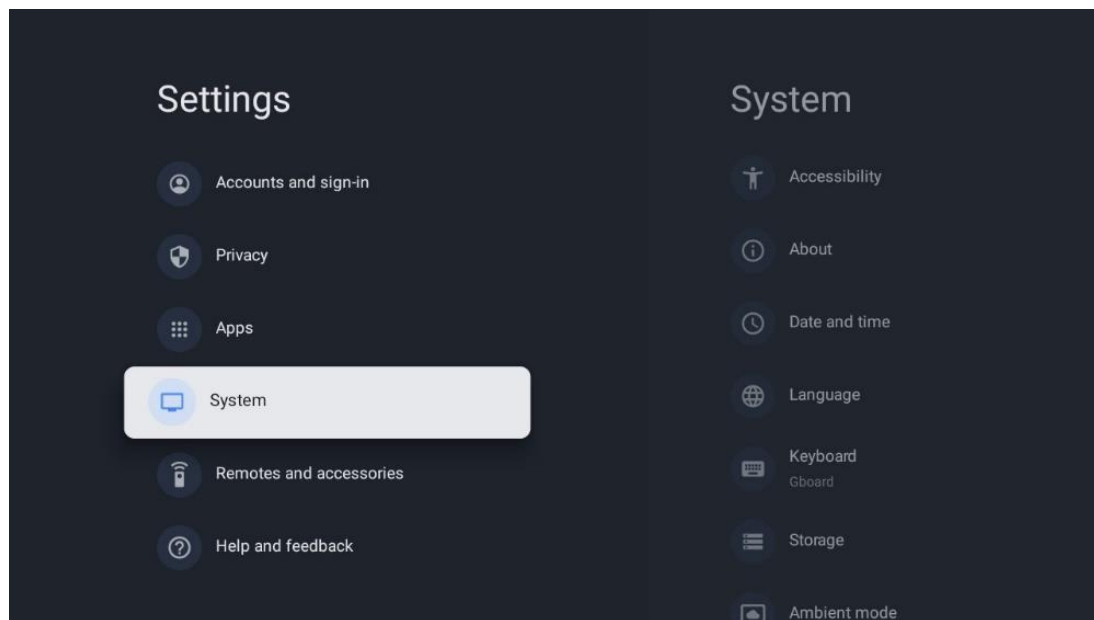 Settings
Accounts and sign-in
Privacy
Apps
System
Remotes and accessories
Help and feedback
System
Accessibility
About
Date and time
Language
Keyboard
Gboard
Storage
Ambient mode